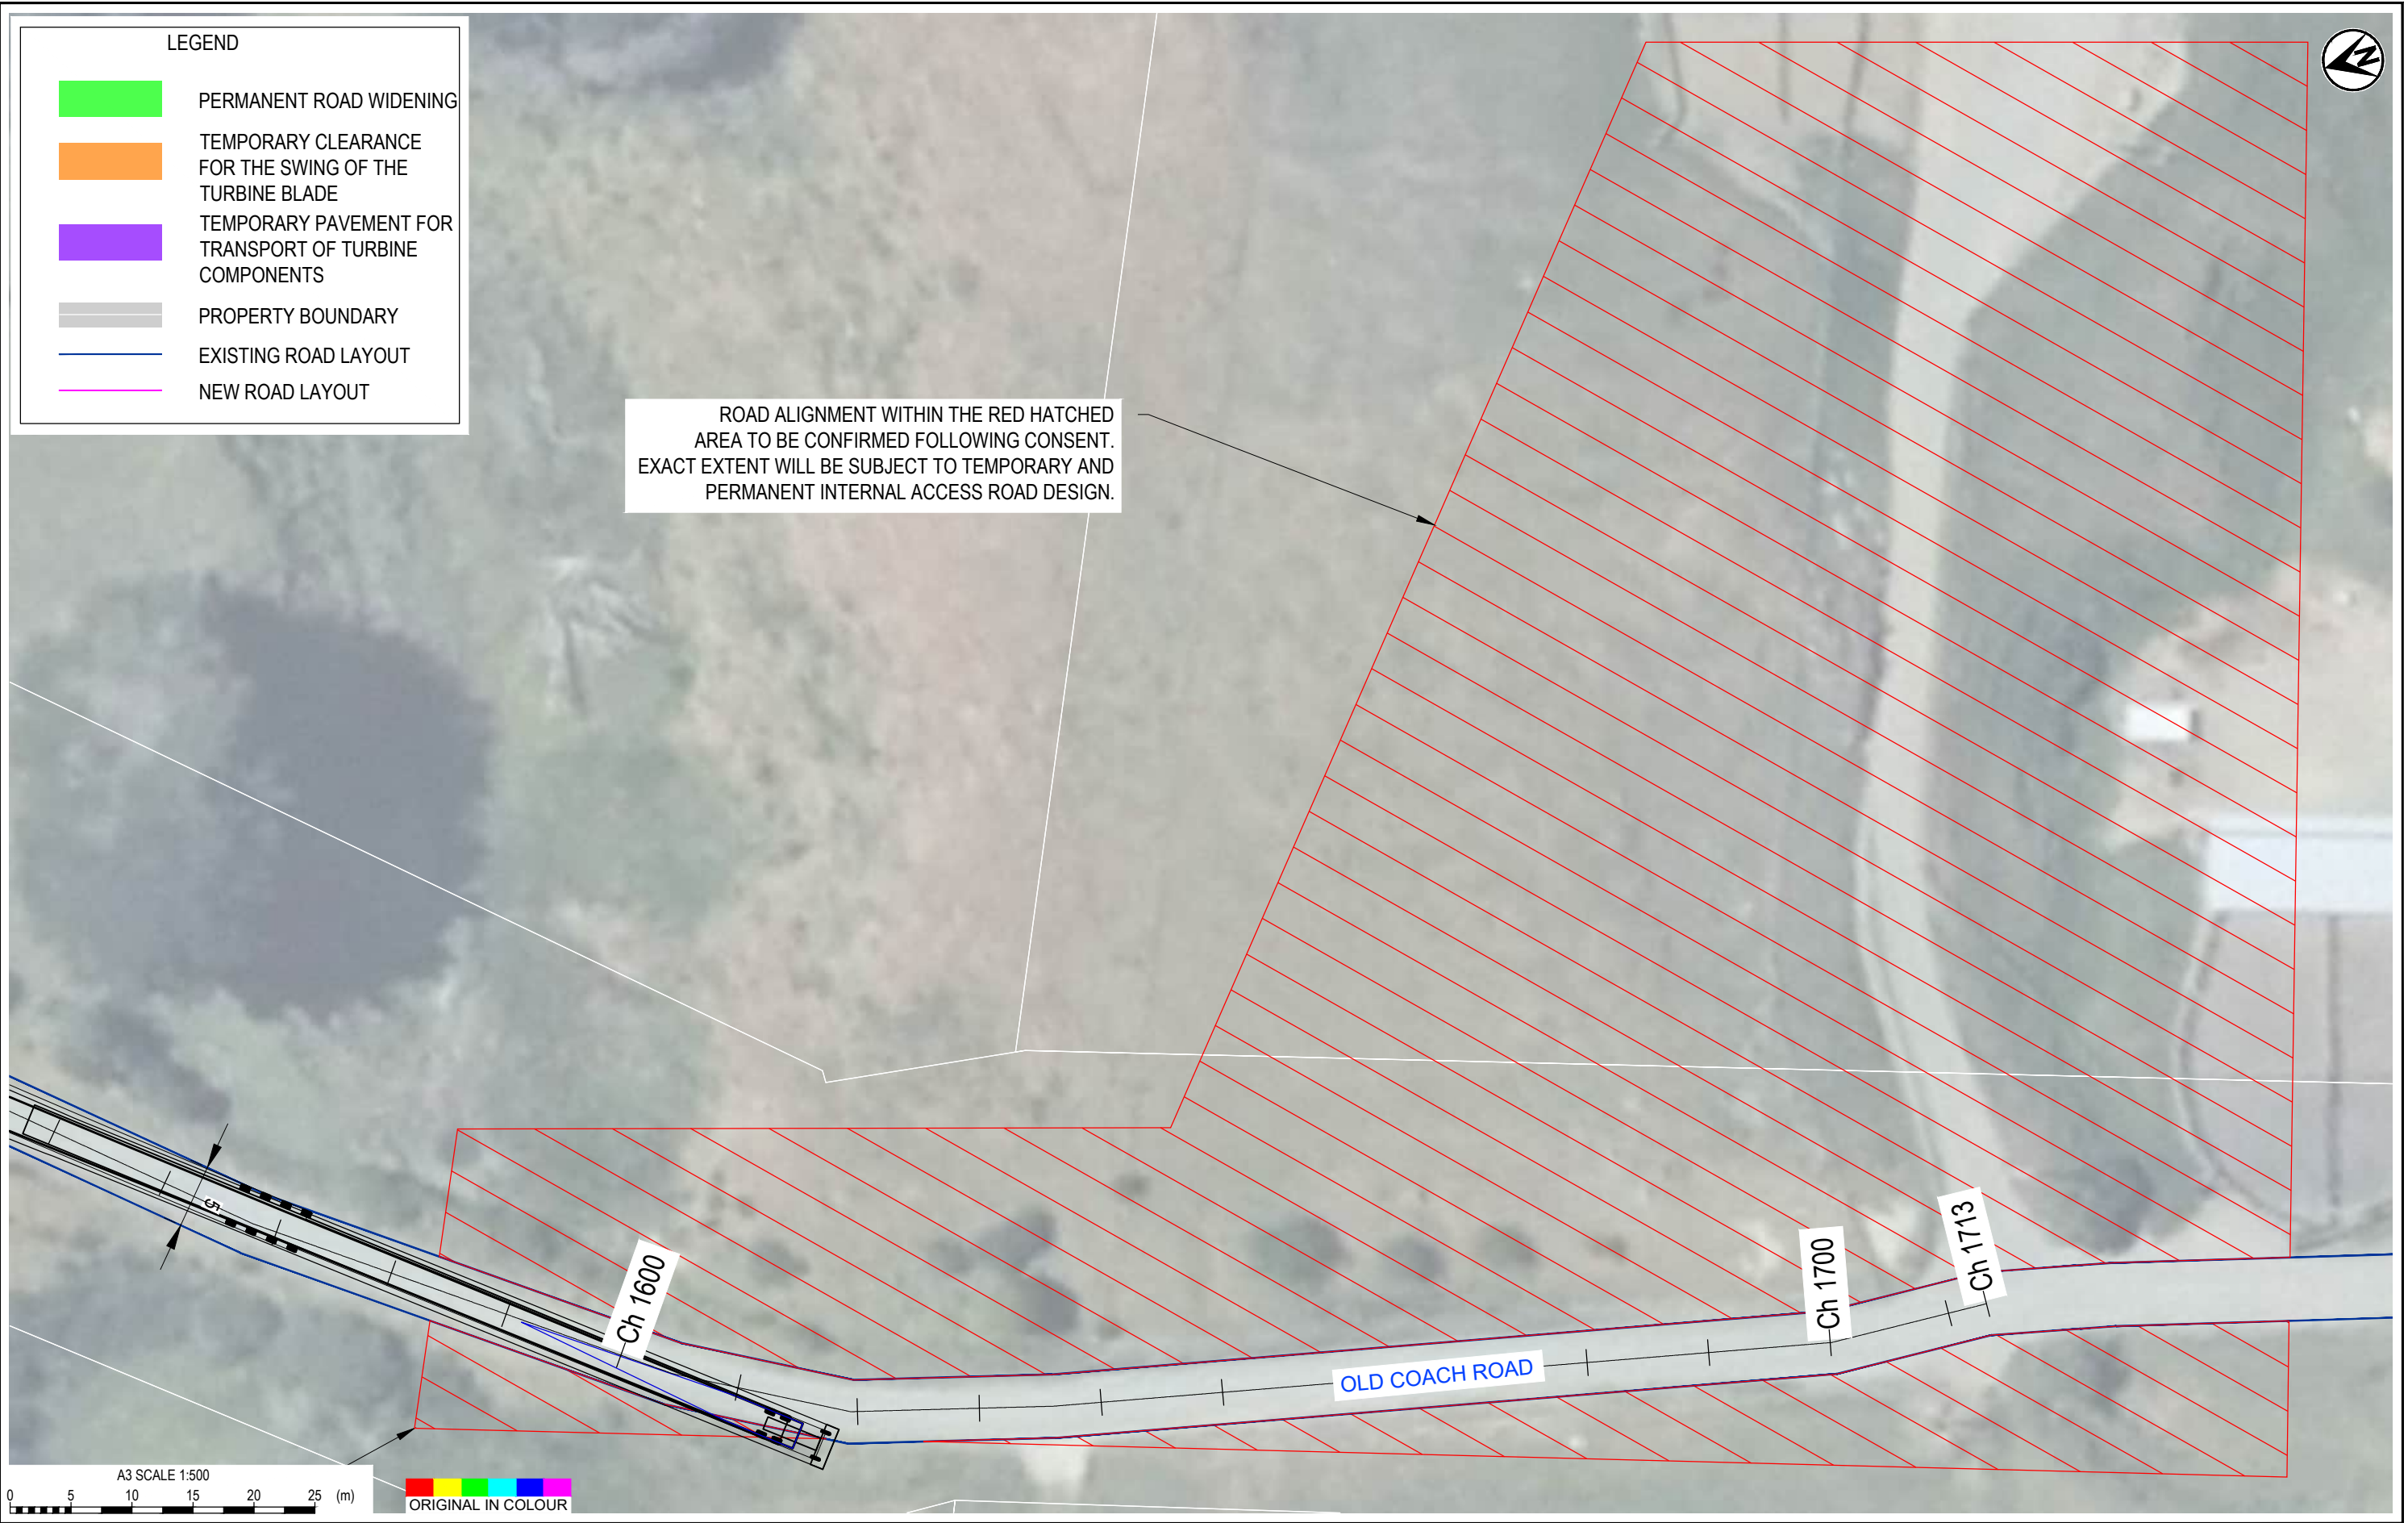 LEGEND
PERMANENT ROAD WIDENING
TEMPORARY CLEARANCE
FOR THE SWING OF THE
TURBINE BLADE
TEMPORARY PAVEMENT FOR
TRANSPORT OF TURBINE
COMPONENTS
PROPERTY BOUNDARY
EXISTING ROAD LAYOUT
NEW ROAD LAYOUT
N
ROAD ALIGNMENT WITHIN THE RED HATCHED
AREA TO BE CONFIRMED FOLLOWING CONSENT.
EXACT EXTENT WILL BE SUBJECT TO TEMPORARY AND
PERMANENT INTERNAL ACCESS ROAD DESIGN.
5
Ch 1600
Ch 1700
Ch 1713
OLD COACH ROAD
A3 SCALE 1:500
0 5 10 15 20 25 (m)
ORIGINAL IN COLOUR